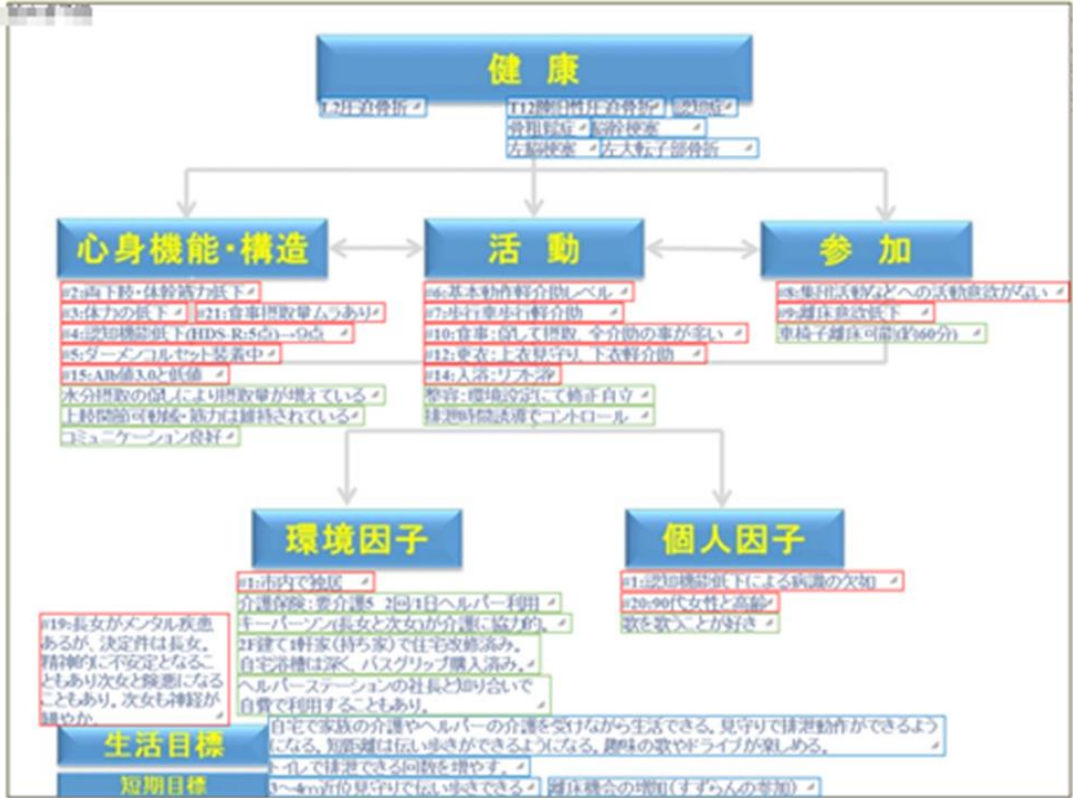 健 康
L2圧迫骨折
T12陳旧性圧迫骨折 認知症
骨粗鬆症 脳幹梗塞
左脳梗塞 左大転子部骨折
心身機能・構造
#2:両下肢・体幹筋力低下
#3:体力の低下 #21:食事摂取量ムラあり
#4:認知機能低下(HDS-R:5点)→9点
#5:ダーメンコルセット装着中
#15:Alb値3.0と低値
水分摂取の促しにより摂取量が増えている
上肢関節可動域・筋力は維持されている
コミュニケーション良好
活 動
#6:基本動作軽介助レベル
#7:歩行車歩行軽介助
#10:食事:促して摂取、全介助の事が多い
#12:更衣:上衣見守り、下衣軽介助
#14:入浴:リフト浴
整容:環境設定にて修正自立
排泄時間誘導でコントロール
参 加
#8:集団活動などへの活動意欲がない
#9:離床意欲低下
車椅子離床可能(約60分)
環境因子
#1:市内で独居
介護保険:要介護5 2回/1日ヘルパー利用
キーパーソン(長女と次女)が介護に協力的。
2F建て1軒家(持ち家)で住宅改修済み。
自宅浴槽は深く、バスグリップ購入済み。
ヘルパーステーションの社長と知り合いで
自費で利用することもあり。
#19:長女がメンタル疾患
あるが、決定件は長女。
精神的に不安定となるこ
ともあり次女と険悪になる
こともあり。次女も神経が
細やか。
個人因子
#1:認知機能低下による病識の欠如
#20:90代女性と高齢
歌を歌うことが好き
生活目標
自宅で家族の介護やヘルパーの介護を受けながら生活できる。見守りで排泄動作ができるよう
になる。短距離は伝い歩きができるようになる。趣味の歌やドライブが楽しめる。
短期目標
トイレで排泄できる回数を増やす。
3〜4m近位見守りで伝い歩きできる 離床機会の増加(すずらんの参加)